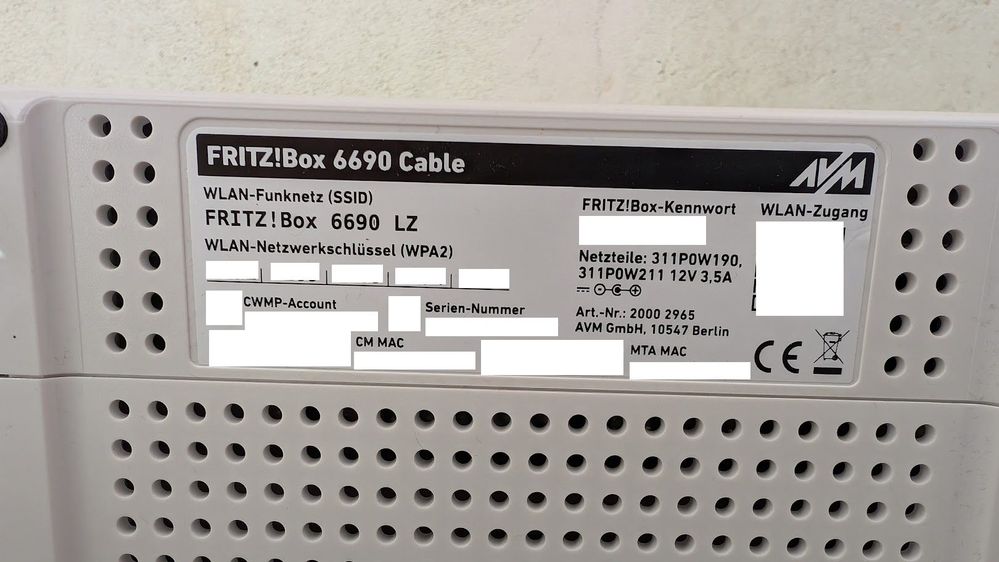 FRITZ!Box 6690 Cable
AVM
WLAN-Funknetz (SSID)
FRITZ!Box 6690 LZ
WLAN-Netzwerkschlüssel (WPA2)
CWMP-Account
Serien-Nummer
CM MAC
FRITZ!Box-Kennwort
WLAN-Zugang
Netzteile: 311P0W190,
311P0W211 12V 3,5A
Art.-Nr.: 2000 2965
AVM GmbH, 10547 Berlin
MTA MAC
CE